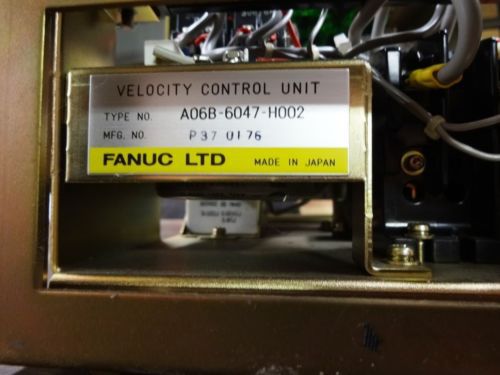 VELOCITY CONTROL UNIT
TYPE NO. A06B-6047-H002
MFG. NO. P37 0176
FANUC LTD MADE IN JAPAN